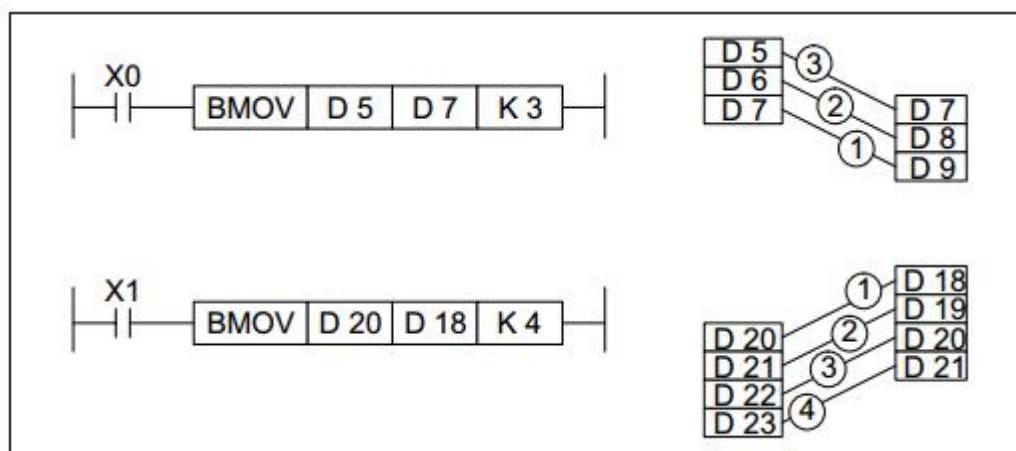 X0
BMOV D 5 D 7 K 3
D 5
D 6
D 7
3
2
1
D 7
D 8
D 9
X1
BMOV D 20 D 18 K 4
D 20
D 21
D 22
D 23
1
2
3
4
D 18
D 19
D 20
D 21